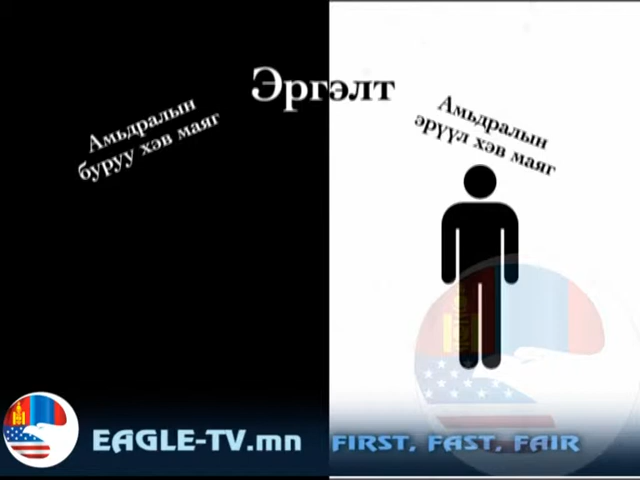 Эргэлт
Амьдралын
буруу хэв маяг
Амьдралын
эрүүл хэв маяг
EAGLE-TV.mn FIRST, FAST, FAIR